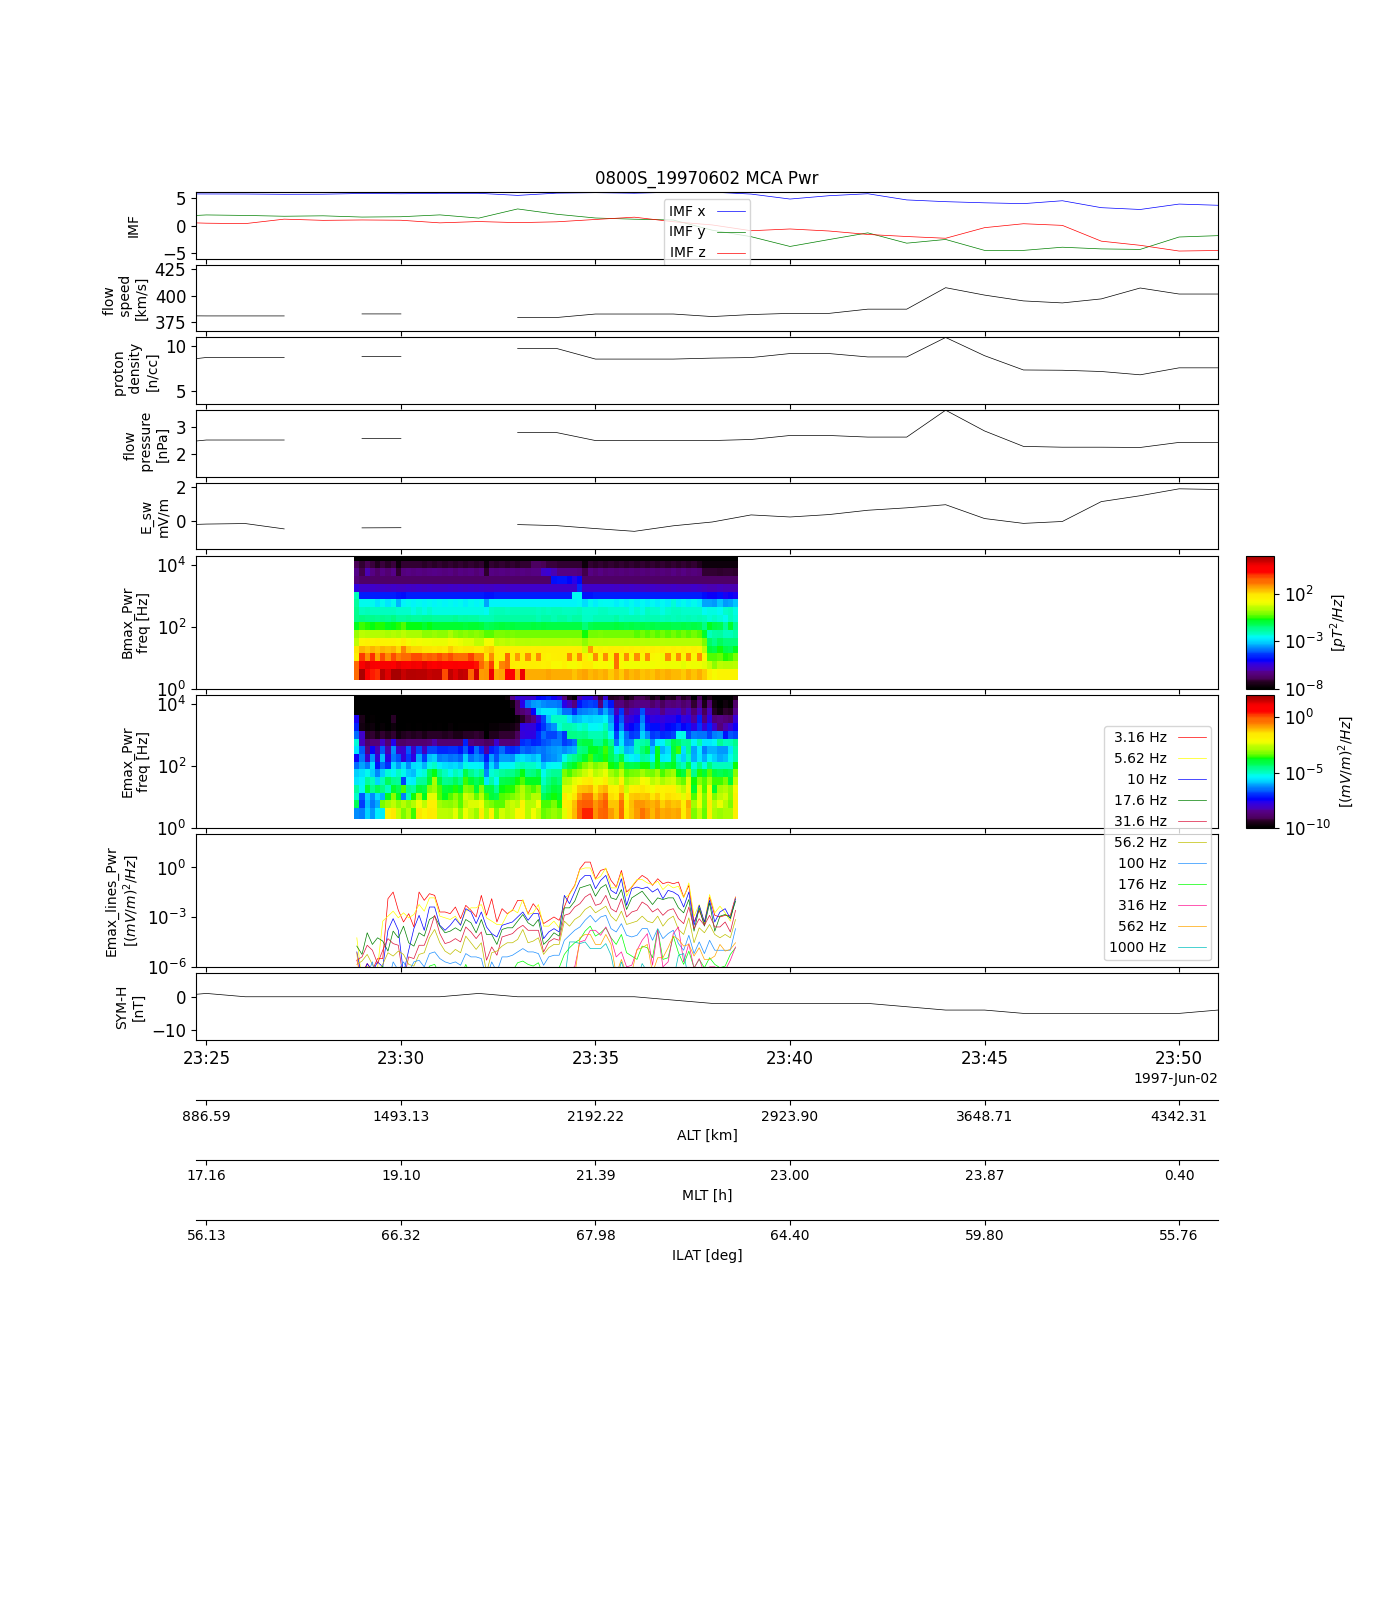 0800S_19970602 MCA Pwr
IMF
5
0
−5
IMF x
IMF y
IMF z
flow
speed
[km/s]
425
400
375
proton
density
[n/cc]
10
5
flow
pressure
[nPa]
3
2
E_sw
mV/m
2
0
Bmax_Pwr
freq [Hz]
10^4
10^2
10^0
10^2
10^−3
10^−8
[pT^2/Hz]
Emax_Pwr
freq [Hz]
10^4
10^2
10^0
10^0
10^−5
10^−10
[(mV/m)^2/Hz]
3.16 Hz
5.62 Hz
10 Hz
17.6 Hz
31.6 Hz
56.2 Hz
100 Hz
176 Hz
316 Hz
562 Hz
1000 Hz
Emax_lines_Pwr
[(mV/m)^2/Hz]
10^0
10^−3
10^−6
SYM-H
[nT]
0
−10
23:25 23:30 23:35 23:40 23:45 23:50
1997-Jun-02
886.59 1493.13 2192.22 2923.90 3648.71 4342.31
ALT [km]
17.16 19.10 21.39 23.00 23.87 0.40
MLT [h]
56.13 66.32 67.98 64.40 59.80 55.76
ILAT [deg]